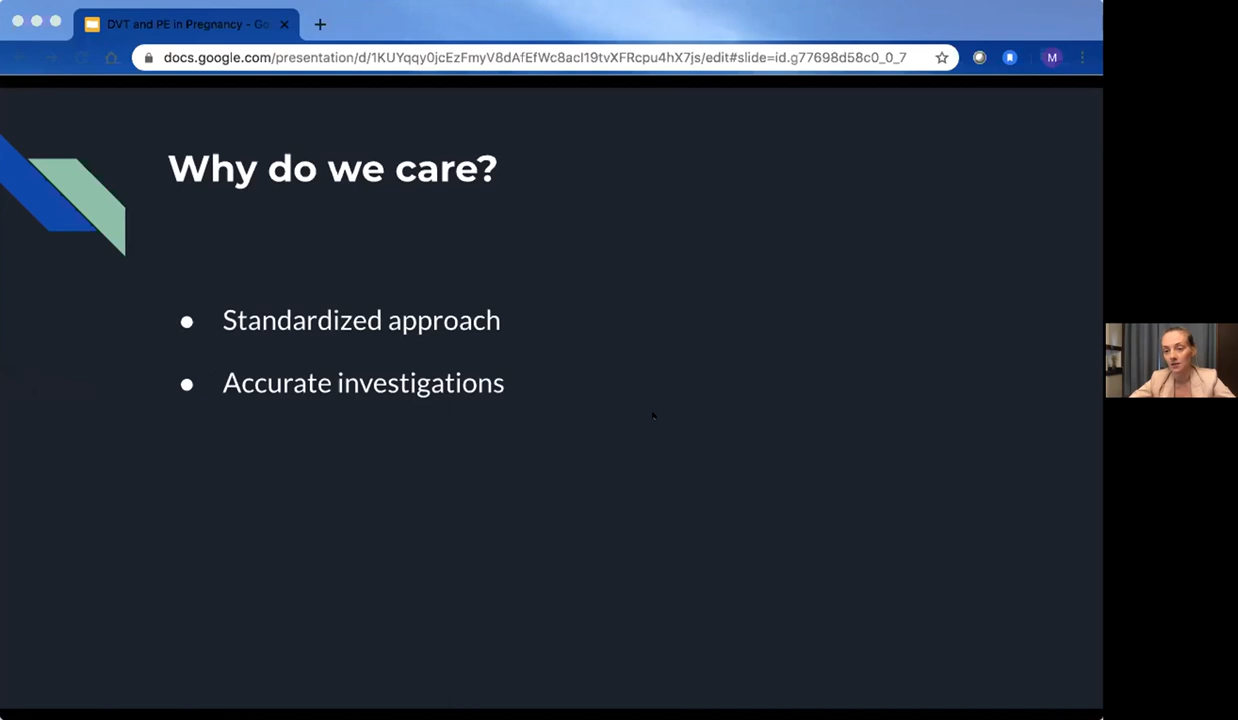 DVT and PE in Pregnancy - Go
docs.google.com/presentation/d/1KUYqqy0jcEzFmyV8dAfEfWc8acI19tvXFRcpu4hX7js/edit#slide=id.g77698d58c0_0_7
M
Why do we care?
● Standardized approach
● Accurate investigations